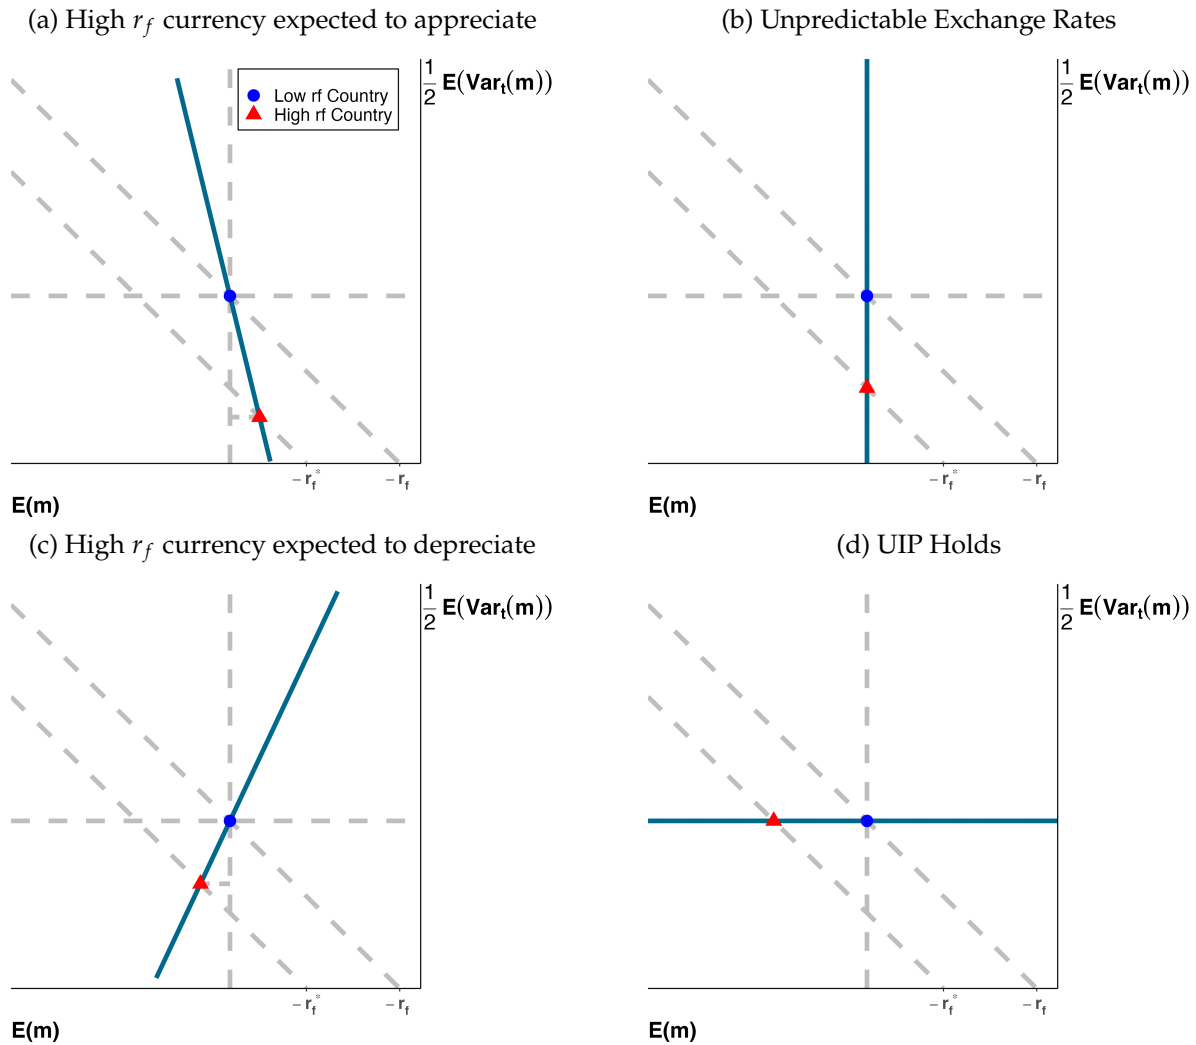 (a) High r_f currency expected to appreciate
(b) Unpredictable Exchange Rates
1/2 E(Var_t(m))
Low rf Country
High rf Country
1/2 E(Var_t(m))
− r_f^*
− r_f
− r_f^*
− r_f
E(m)
E(m)
(c) High r_f currency expected to depreciate
(d) UIP Holds
1/2 E(Var_t(m))
1/2 E(Var_t(m))
− r_f^*
− r_f
− r_f^*
− r_f
E(m)
E(m)